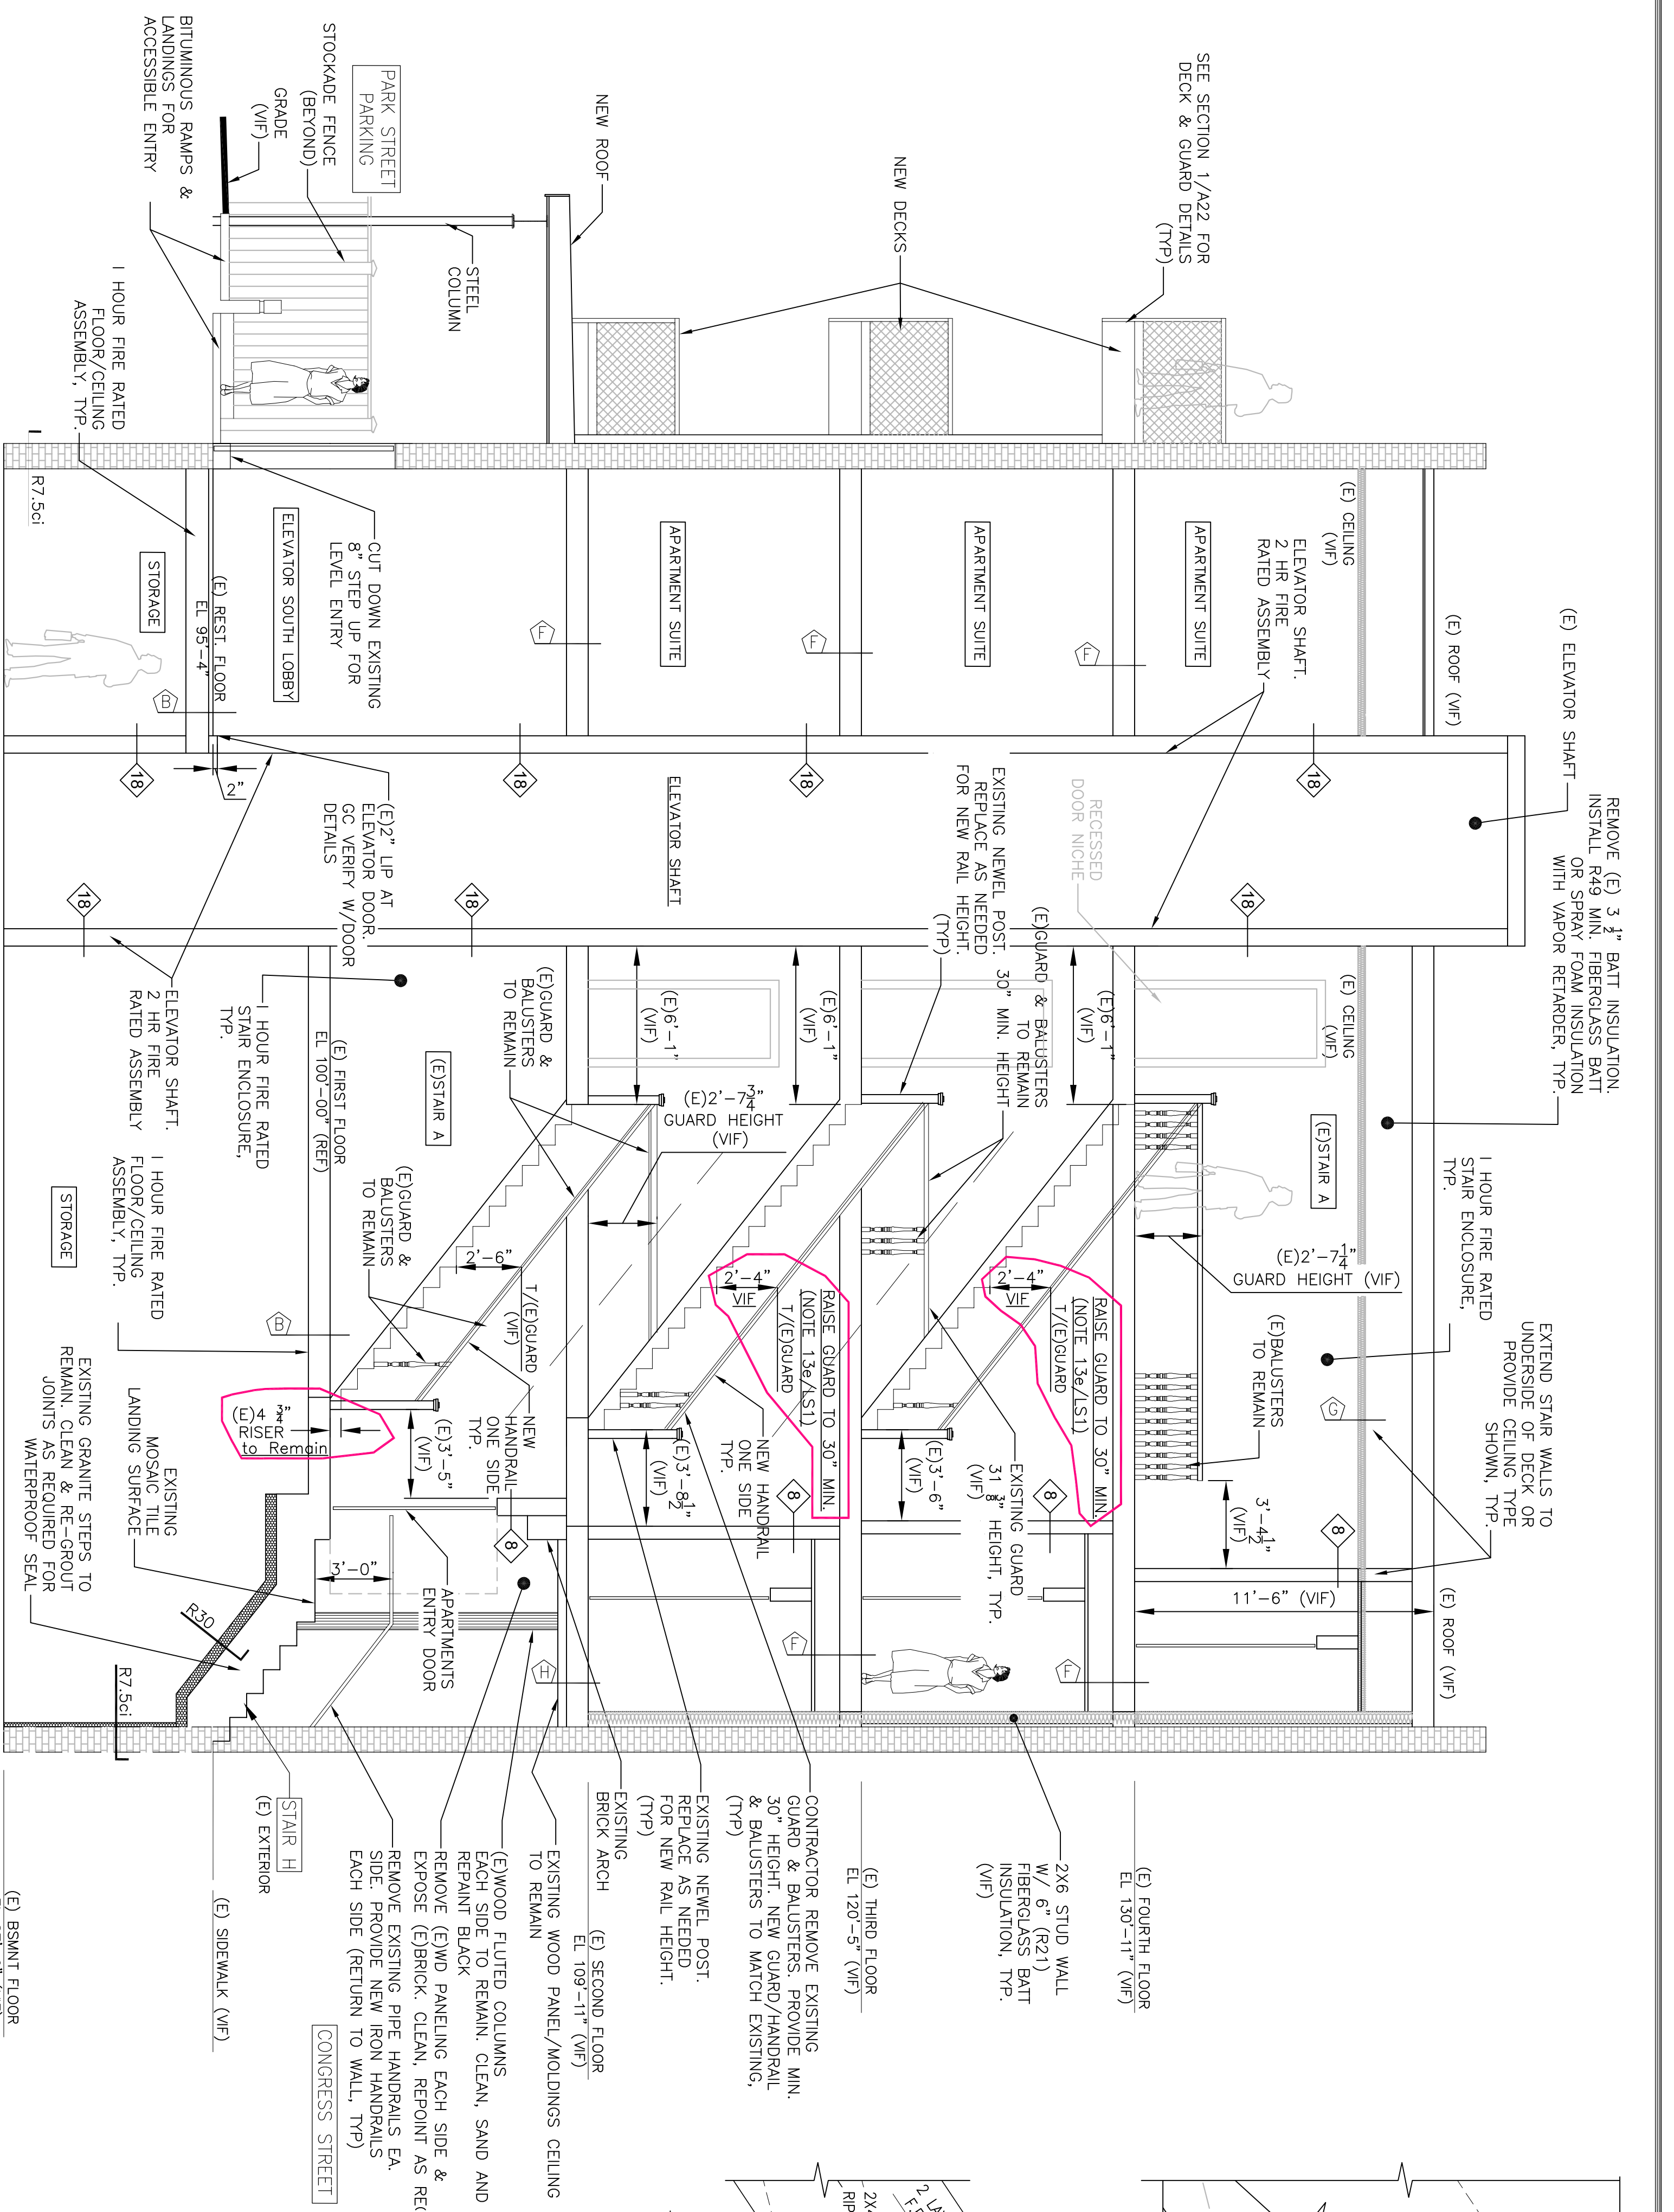 REMOVE (E) 3 1/2" BATT INSULATION.
INSTALL R49 MIN. FIBERGLASS BATT
OR SPRAY FOAM INSULATION
WITH VAPOR RETARDER, TYP.
(E) ELEVATOR SHAFT
1 HOUR FIRE RATED
STAIR ENCLOSURE,
TYP.
EXTEND STAIR WALLS TO
UNDERSIDE OF DECK OR
PROVIDE CEILING TYPE
SHOWN, TYP.
(E) ROOF (VIF)
(E) ROOF (VIF)
SEE SECTION 1/A22 FOR
DECK & GUARD DETAILS
(TYP)
(E) CEILING
(VIF)
ELEVATOR SHAFT.
2 HR FIRE
RATED ASSEMBLY
APARTMENT SUITE
18
18
(E) CEILING
(VIF)
(E)STAIR A
(E)2'-7 1/4"
GUARD HEIGHT (VIF)
(E)BALUSTERS
TO REMAIN
G
3'-4 1/2"
(VIF)
8
11'-6" (VIF)
(E) FOURTH FLOOR
EL 130'-11" (VIF)
NEW DECKS
F
APARTMENT SUITE
RECESSED
DOOR NICHE
(E)6'-1"
(VIF)
(E)GUARD & BALUSTERS
TO REMAIN
30" MIN. HEIGHT
EXISTING NEWEL POST.
REPLACE AS NEEDED
FOR NEW RAIL HEIGHT.
(TYP)
RAISE GUARD TO 30" MIN.
(NOTE 13e/LS1)
T/(E)GUARD
2'-4"
VIF
8
EXISTING GUARD
31 3/8" HEIGHT, TYP.
(VIF)
(E)3'-6"
(VIF)
F
2X6 STUD WALL
W/ 6" (R21)
FIBERGLASS BATT
INSULATION, TYP.
(VIF)
(E) THIRD FLOOR
EL 120'-5" (VIF)
F
18
APARTMENT SUITE
ELEVATOR SHAFT
(E)6'-1"
(VIF)
(E)2'-7 3/4"
GUARD HEIGHT
(VIF)
RAISE GUARD TO 30" MIN.
(NOTE 13e/LS1)
T/(E)GUARD
2'-4"
VIF
8
NEW HANDRAIL
ONE SIDE
TYP.
(E)3'-8 1/2"
(VIF)
F
CONTRACTOR REMOVE EXISTING
GUARD & BALUSTERS. PROVIDE MIN.
30" HEIGHT. NEW GUARD/HANDRAIL
& BALUSTERS TO MATCH EXISTING,
(TYP)
EXISTING NEWEL POST.
REPLACE AS NEEDED
FOR NEW RAIL HEIGHT.
(TYP)
EXISTING
BRICK ARCH
(E) SECOND FLOOR
EL 109'-11" (VIF)
NEW ROOF
(E)6'-1"
(VIF)
F
18
18
(E)GUARD &
BALUSTERS
TO REMAIN
T/(E)GUARD
(VIF)
2'-6"
NEW
HANDRAIL
ONE SIDE
TYP.
8
H
EXISTING WOOD PANEL/MOLDINGS CEILING
TO REMAIN
(E)WOOD FLUTED COLUMNS
EACH SIDE TO REMAIN. CLEAN, SAND AND
REPAINT BLACK
REMOVE (E)WD PANELING EACH SIDE &
EXPOSE (E)BRICK. CLEAN, REPOINT AS
REMOVE EXISTING PIPE HANDRAILS EA.
SIDE. PROVIDE NEW IRON HANDRAILS
EACH SIDE (RETURN TO WALL, TYP)
CONGRESS STREET
STEEL
COLUMN
PARK STREET
PARKING
STOCKADE FENCE
(BEYOND)
GRADE
(VIF)
BITUMINOUS RAMPS &
LANDINGS FOR
ACCESSIBLE ENTRY
CUT DOWN EXISTING
8" STEP UP FOR
LEVEL ENTRY
ELEVATOR SOUTH LOBBY
(E)2" LIP AT
ELEVATOR DOOR.
GC VERIFY W/DOOR
DETAILS
(E)STAIR A
(E)GUARD &
BALUSTERS
TO REMAIN
(E)3'-5"
(VIF)
APARTMENTS
ENTRY DOOR
3'-0"
(E) FIRST FLOOR
EL 100'-00" (REF)
B
(E)4 3/4"
RISER
to Remain
STAIR H
(E) EXTERIOR
(E) SIDEWALK (VIF)
1 HOUR FIRE RATED
FLOOR/CEILING
ASSEMBLY, TYP.
(E) REST. FLOOR
EL 95'-4"
B
2"
18
18
STORAGE
1 HOUR FIRE RATED
STAIR ENCLOSURE,
TYP.
ELEVATOR SHAFT.
2 HR FIRE
RATED ASSEMBLY
1 HOUR FIRE RATED
FLOOR/CEILING
ASSEMBLY, TYP.
STORAGE
EXISTING
MOSAIC TILE
LANDING SURFACE
EXISTING GRANITE STEPS TO
REMAIN. CLEAN & RE-GROUT
JOINTS AS REQUIRED FOR
WATERPROOF SEAL
R30
R7.5ci
R7.5ci
(E) BSMNT FLOOR